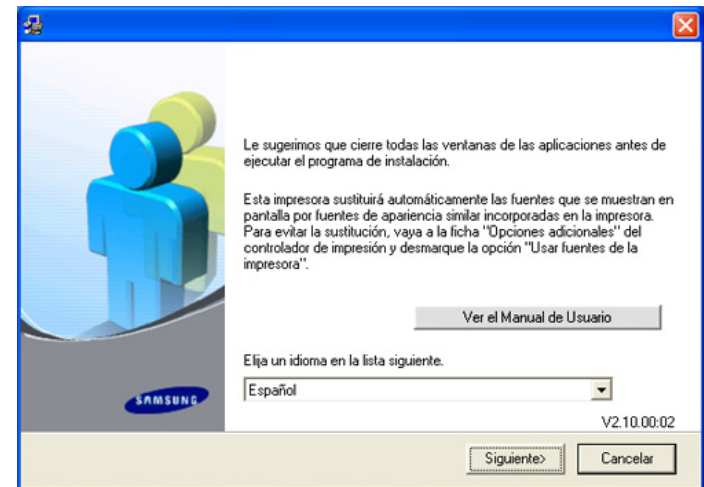 Le sugerimos que cierre todas las ventanas de las aplicaciones antes de
ejecutar el programa de instalación.
Esta impresora sustituirá automáticamente las fuentes que se muestran en
pantalla por fuentes de apariencia similar incorporadas en la impresora.
Para evitar la sustitución, vaya a la ficha "Opciones adicionales" del
controlador de impresión y desmarque la opción "Usar fuentes de la
impresora".
Ver el Manual de Usuario
Elija un idioma en la lista siguiente.
Español
SAMSUNG
V2.10.00:02
Siguiente>
Cancelar